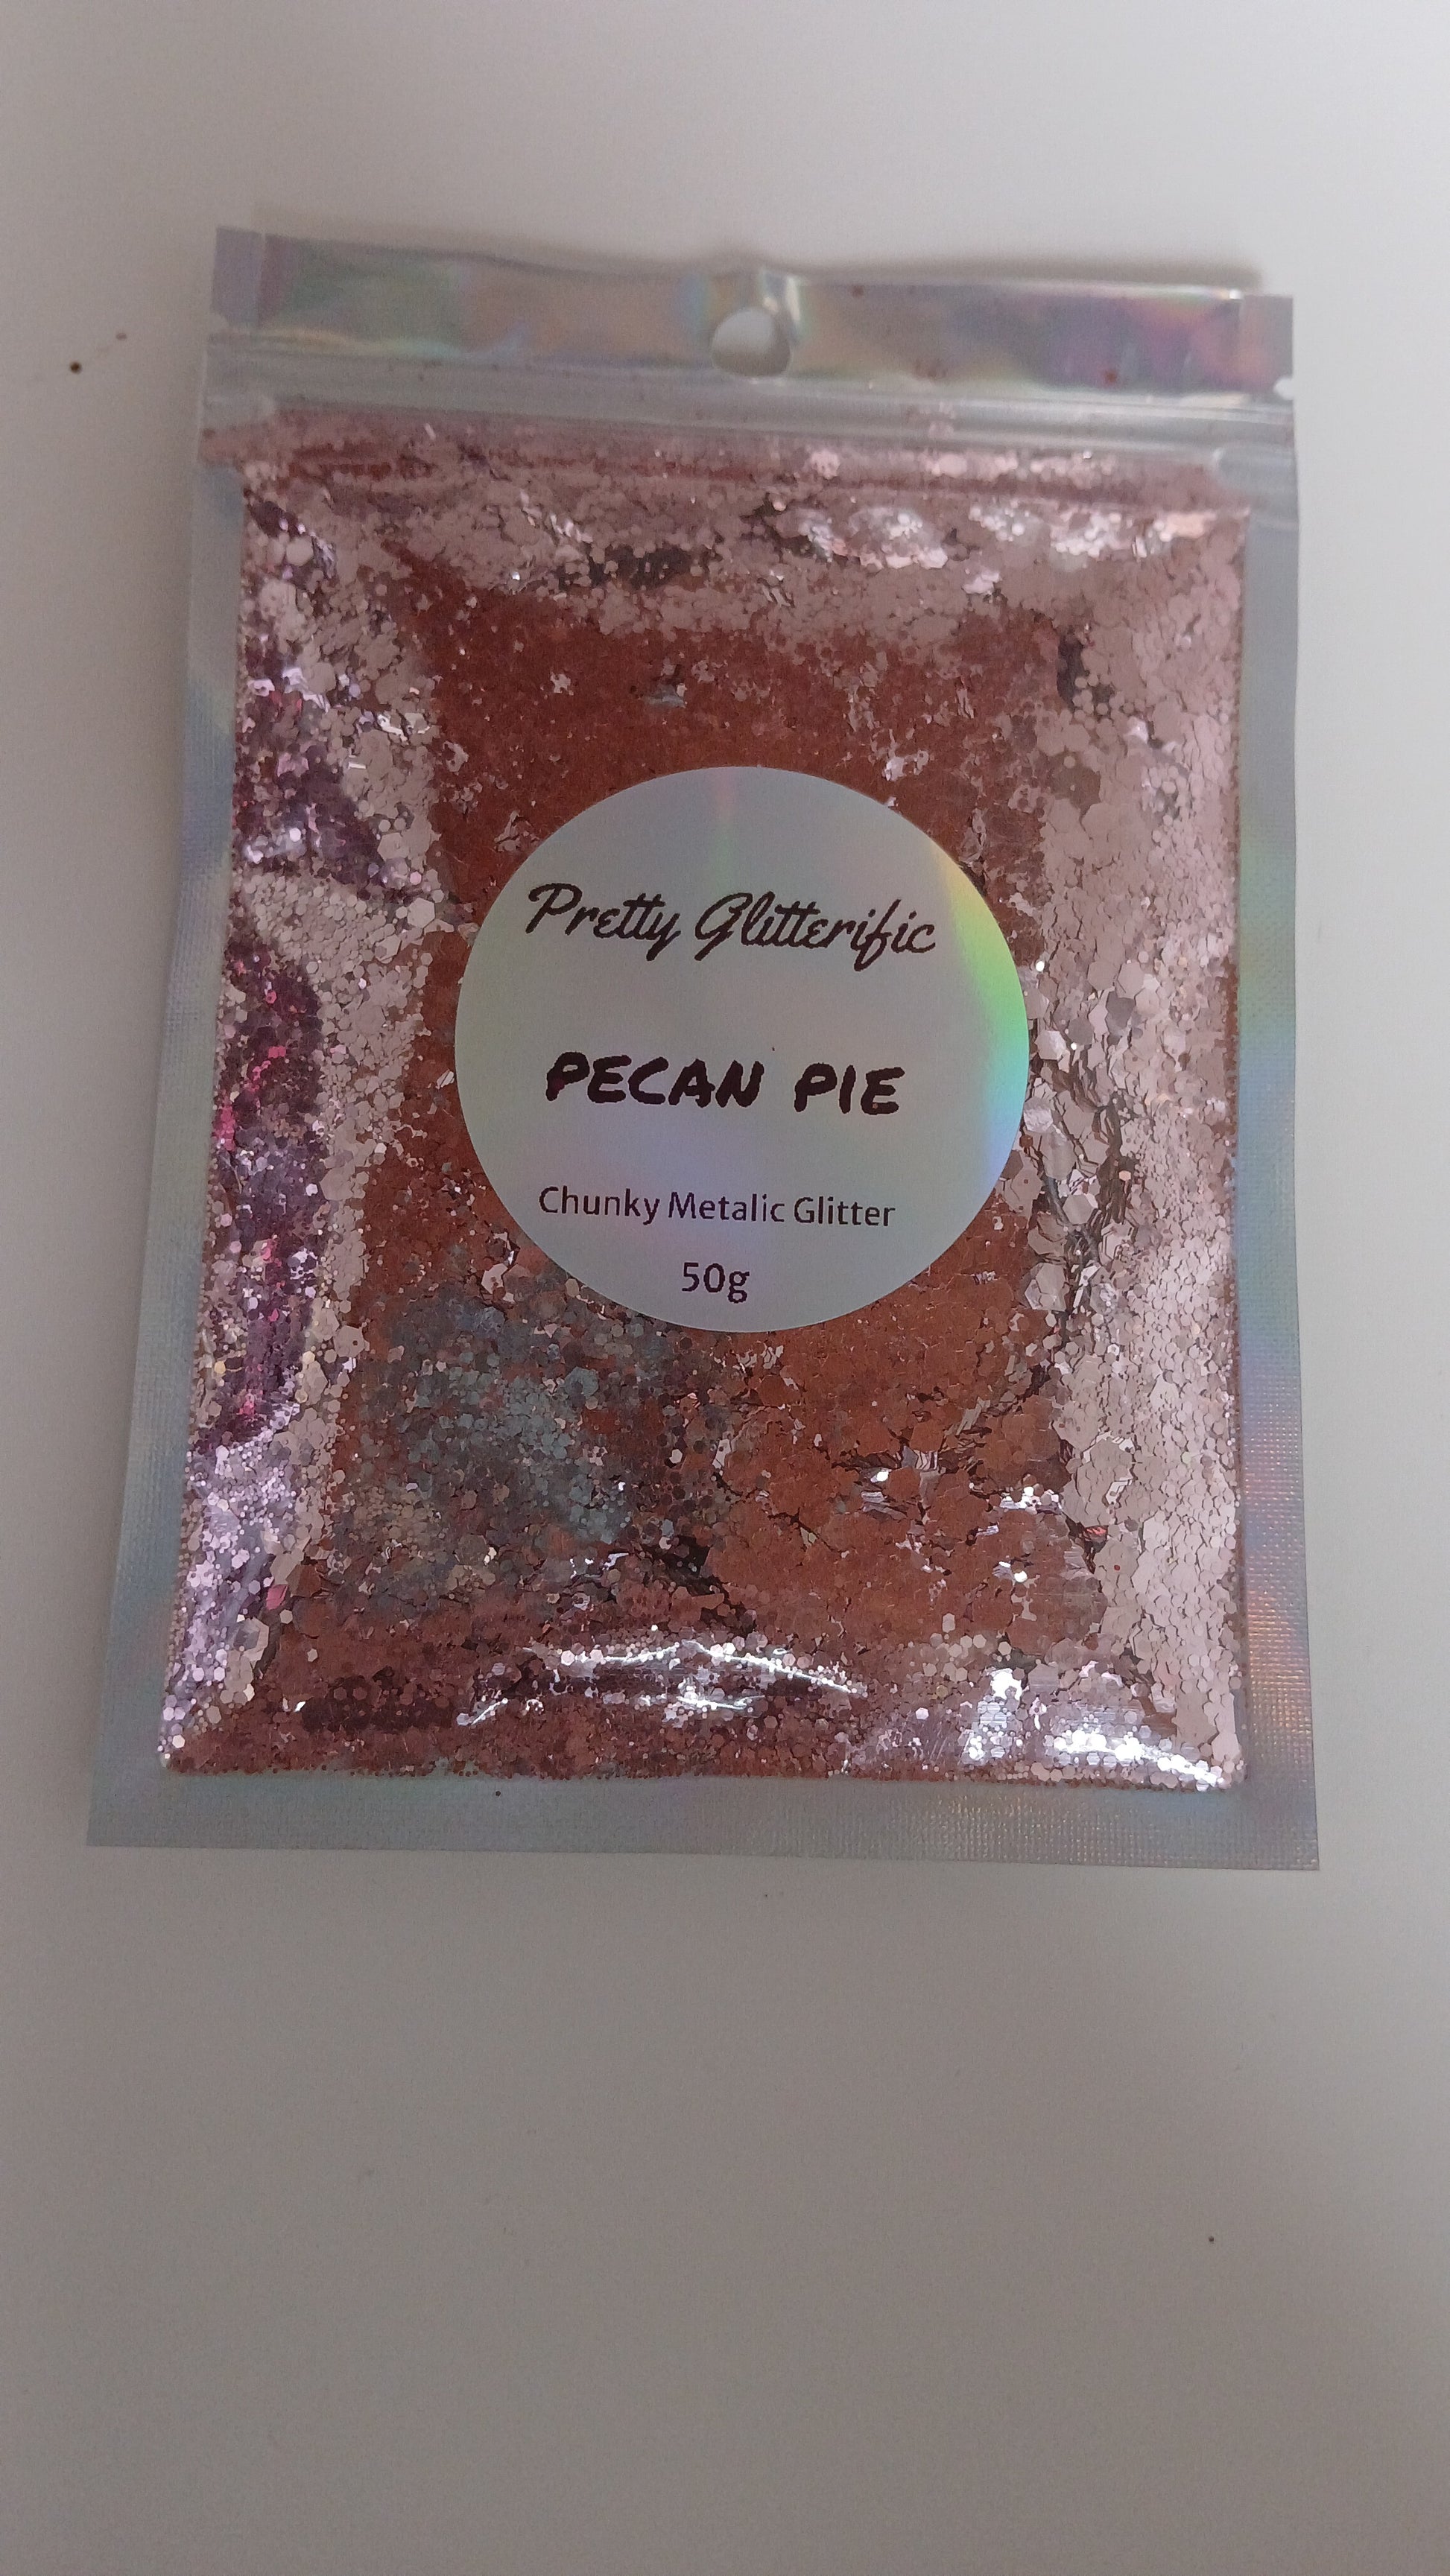 Pretty Glitterific
PECAN PIE
Chunky Metalic Glitter
50g